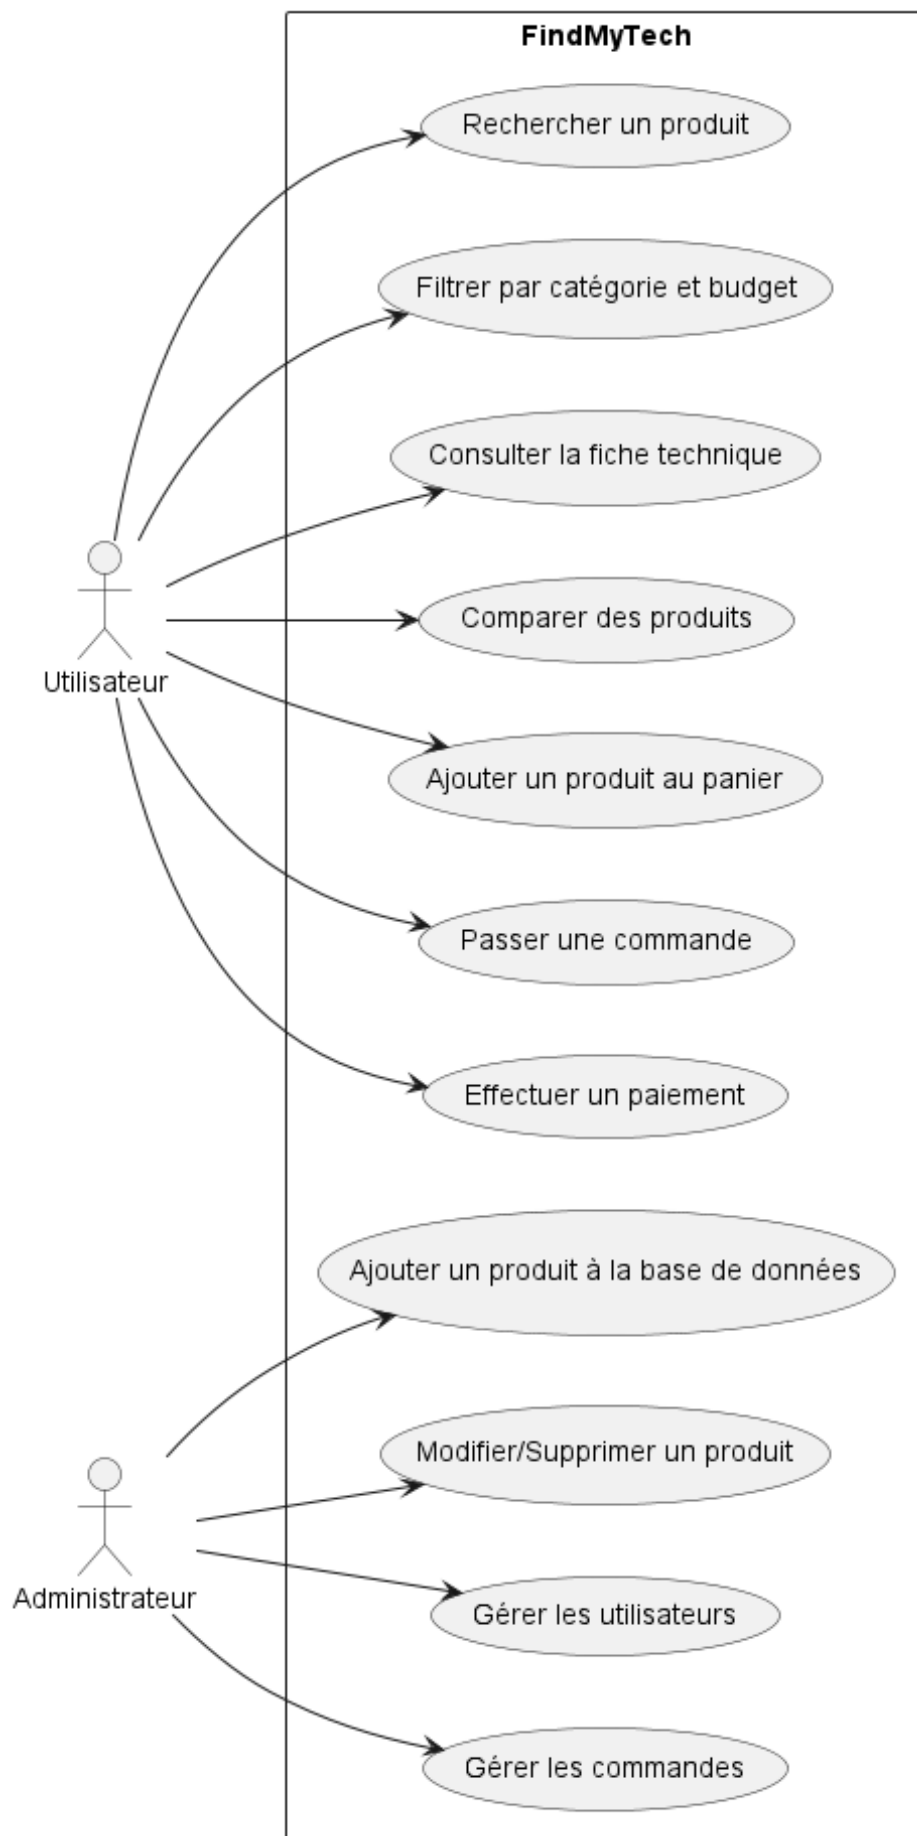 FindMyTech
Rechercher un produit
Filtrer par catégorie et budget
Consulter la fiche technique
Comparer des produits
Utilisateur
Ajouter un produit au panier
Passer une commande
Effectuer un paiement
Ajouter un produit à la base de données
Modifier/Supprimer un produit
Administrateur
Gérer les utilisateurs
Gérer les commandes